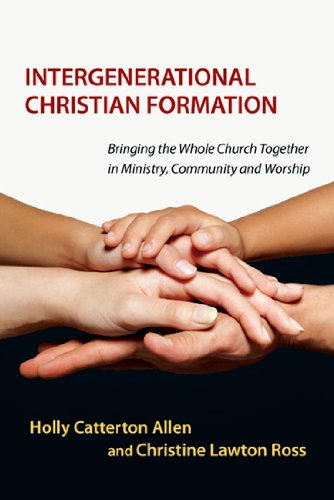 INTERGENERATIONAL
CHRISTIAN FORMATION
Bringing the Whole Church Together
in Ministry, Community and Worship
Holly Catterton Allen
and Christine Lawton Ross